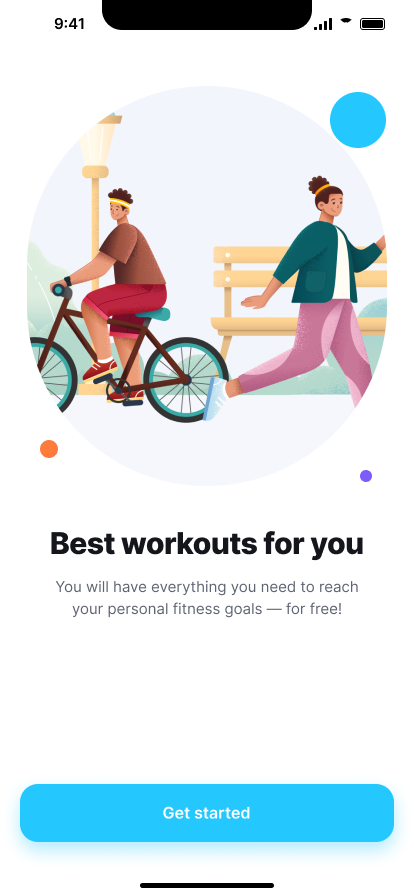 9:41
Best workouts for you
You will have everything you need to reach
your personal fitness goals — for free!
Get started